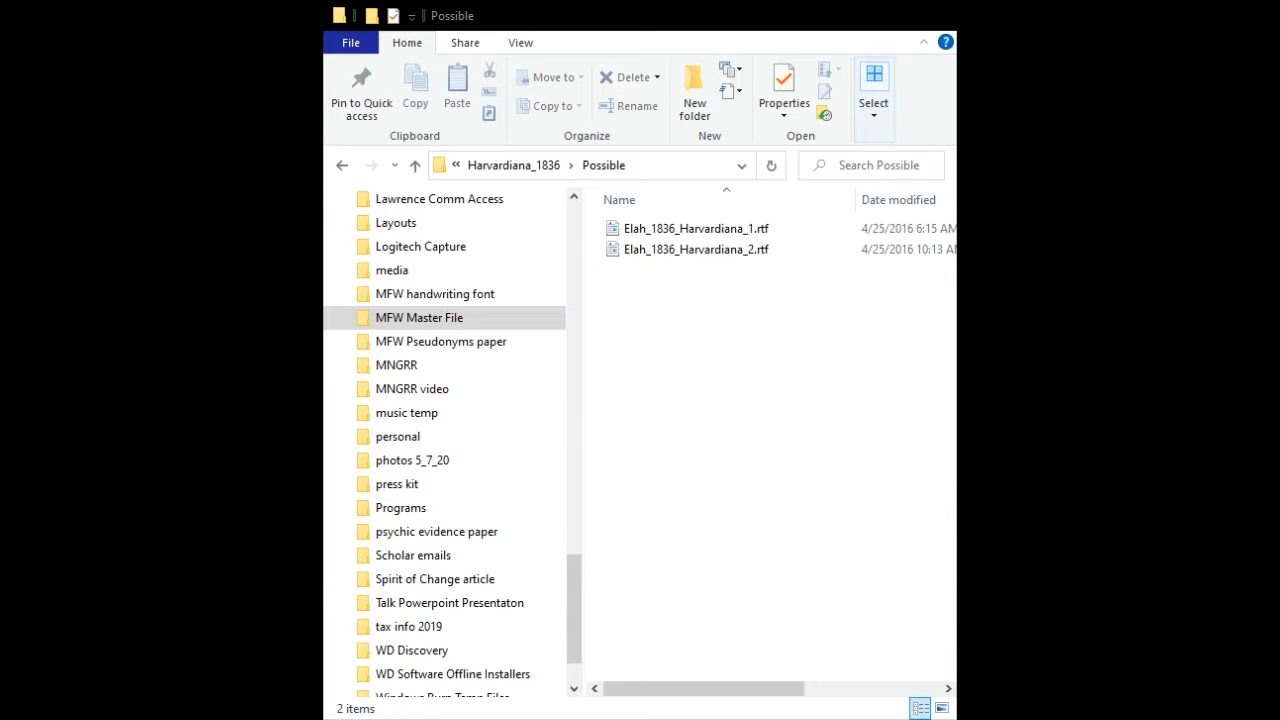 Possible
File Home Share View
Pin to Quick access
Copy
Paste
Clipboard
Move to
Copy to
Delete
Rename
Organize
New folder
New
Properties
Open
Select
« Harvardiana_1836 › Possible
Search Possible
Lawrence Comm Access
Layouts
Logitech Capture
media
MFW handwriting font
MFW Master File
MFW Pseudonyms paper
MNGRR
MNGRR video
music temp
personal
photos 5_7_20
press kit
Programs
psychic evidence paper
Scholar emails
Spirit of Change article
Talk Powerpoint Presentaton
tax info 2019
WD Discovery
WD Software Offline Installers
Name Date modified
Elah_1836_Harvardiana_1.rtf 4/25/2016 6:15 AM
Elah_1836_Harvardiana_2.rtf 4/25/2016 10:13 AM
2 items